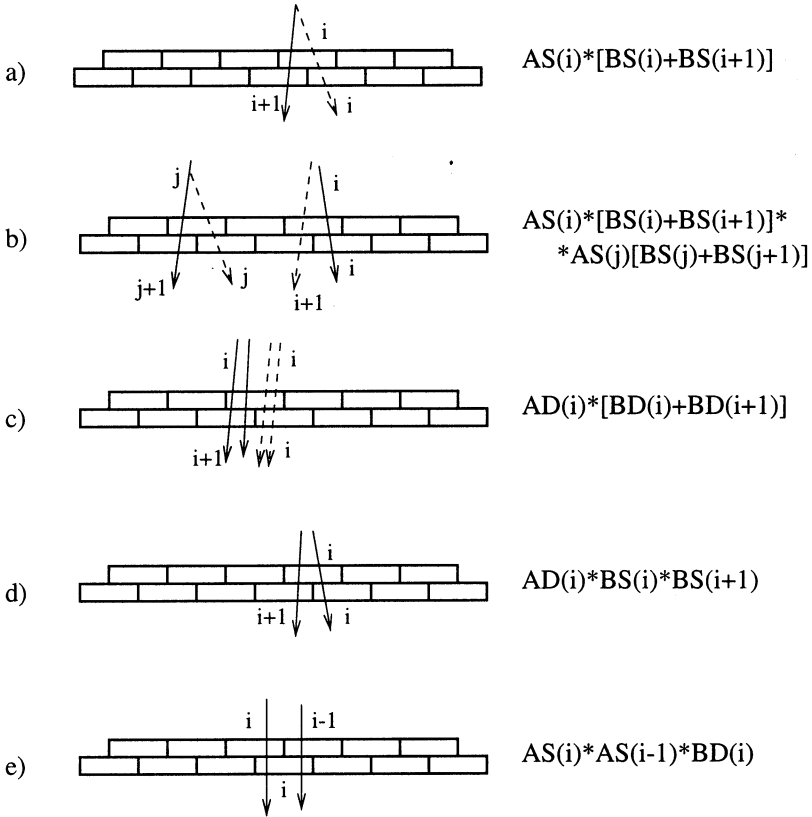 i
a)
AS(i)*[BS(i)+BS(i+1)]
i+1
i
j
i
b)
AS(i)*[BS(i)+BS(i+1)]*
*AS(j)[BS(j)+BS(j+1)]
j+1
j
i+1
i
i
i
c)
AD(i)*[BD(i)+BD(i+1)]
i+1
i
i
d)
AD(i)*BS(i)*BS(i+1)
i+1
i
i
i-1
e)
AS(i)*AS(i-1)*BD(i)
i